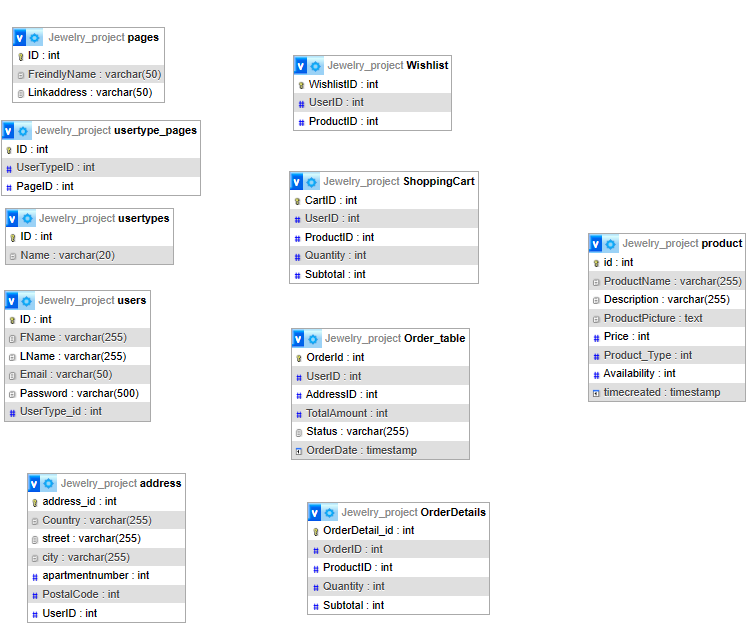 Jewelry_project pages
ID : int
FreindlyName : varchar(50)
Linkaddress : varchar(50)
Jewelry_project usertype_pages
ID : int
UserTypeID : int
PageID : int
Jewelry_project usertypes
ID : int
Name : varchar(20)
Jewelry_project users
ID : int
FName : varchar(255)
LName : varchar(255)
Email : varchar(50)
Password : varchar(500)
UserType_id : int
Jewelry_project address
address_id : int
Country : varchar(255)
street : varchar(255)
city : varchar(255)
apartmentnumber : int
PostalCode : int
UserID : int
Jewelry_project Wishlist
WishlistID : int
UserID : int
ProductID : int
Jewelry_project ShoppingCart
CartID : int
UserID : int
ProductID : int
Quantity : int
Subtotal : int
Jewelry_project Order_table
OrderId : int
UserID : int
AddressID : int
TotalAmount : int
Status : varchar(255)
OrderDate : timestamp
Jewelry_project OrderDetails
OrderDetail_id : int
OrderID : int
ProductID : int
Quantity : int
Subtotal : int
Jewelry_project product
id : int
ProductName : varchar(255)
Description : varchar(255)
ProductPicture : text
Price : int
Product_Type : int
Availability : int
timecreated : timestamp